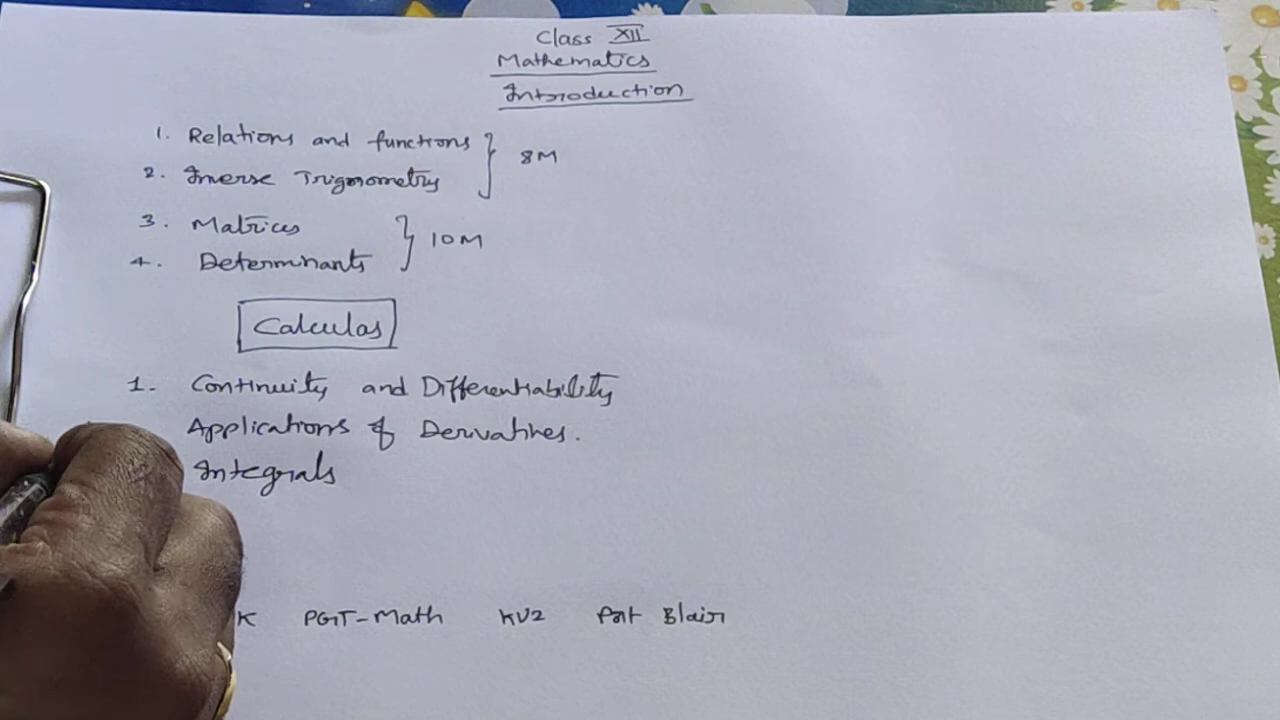 Class XII
Mathematics
Introduction
1. Relations and functions } 8M
2. Inverse Trigonometry
3. Matrices } 10M
4. Determinants
Calculas
1. Continuity and Differentiability
Applications of Derivatives.
Integrals
K PGT-Math KV2 Port Blair